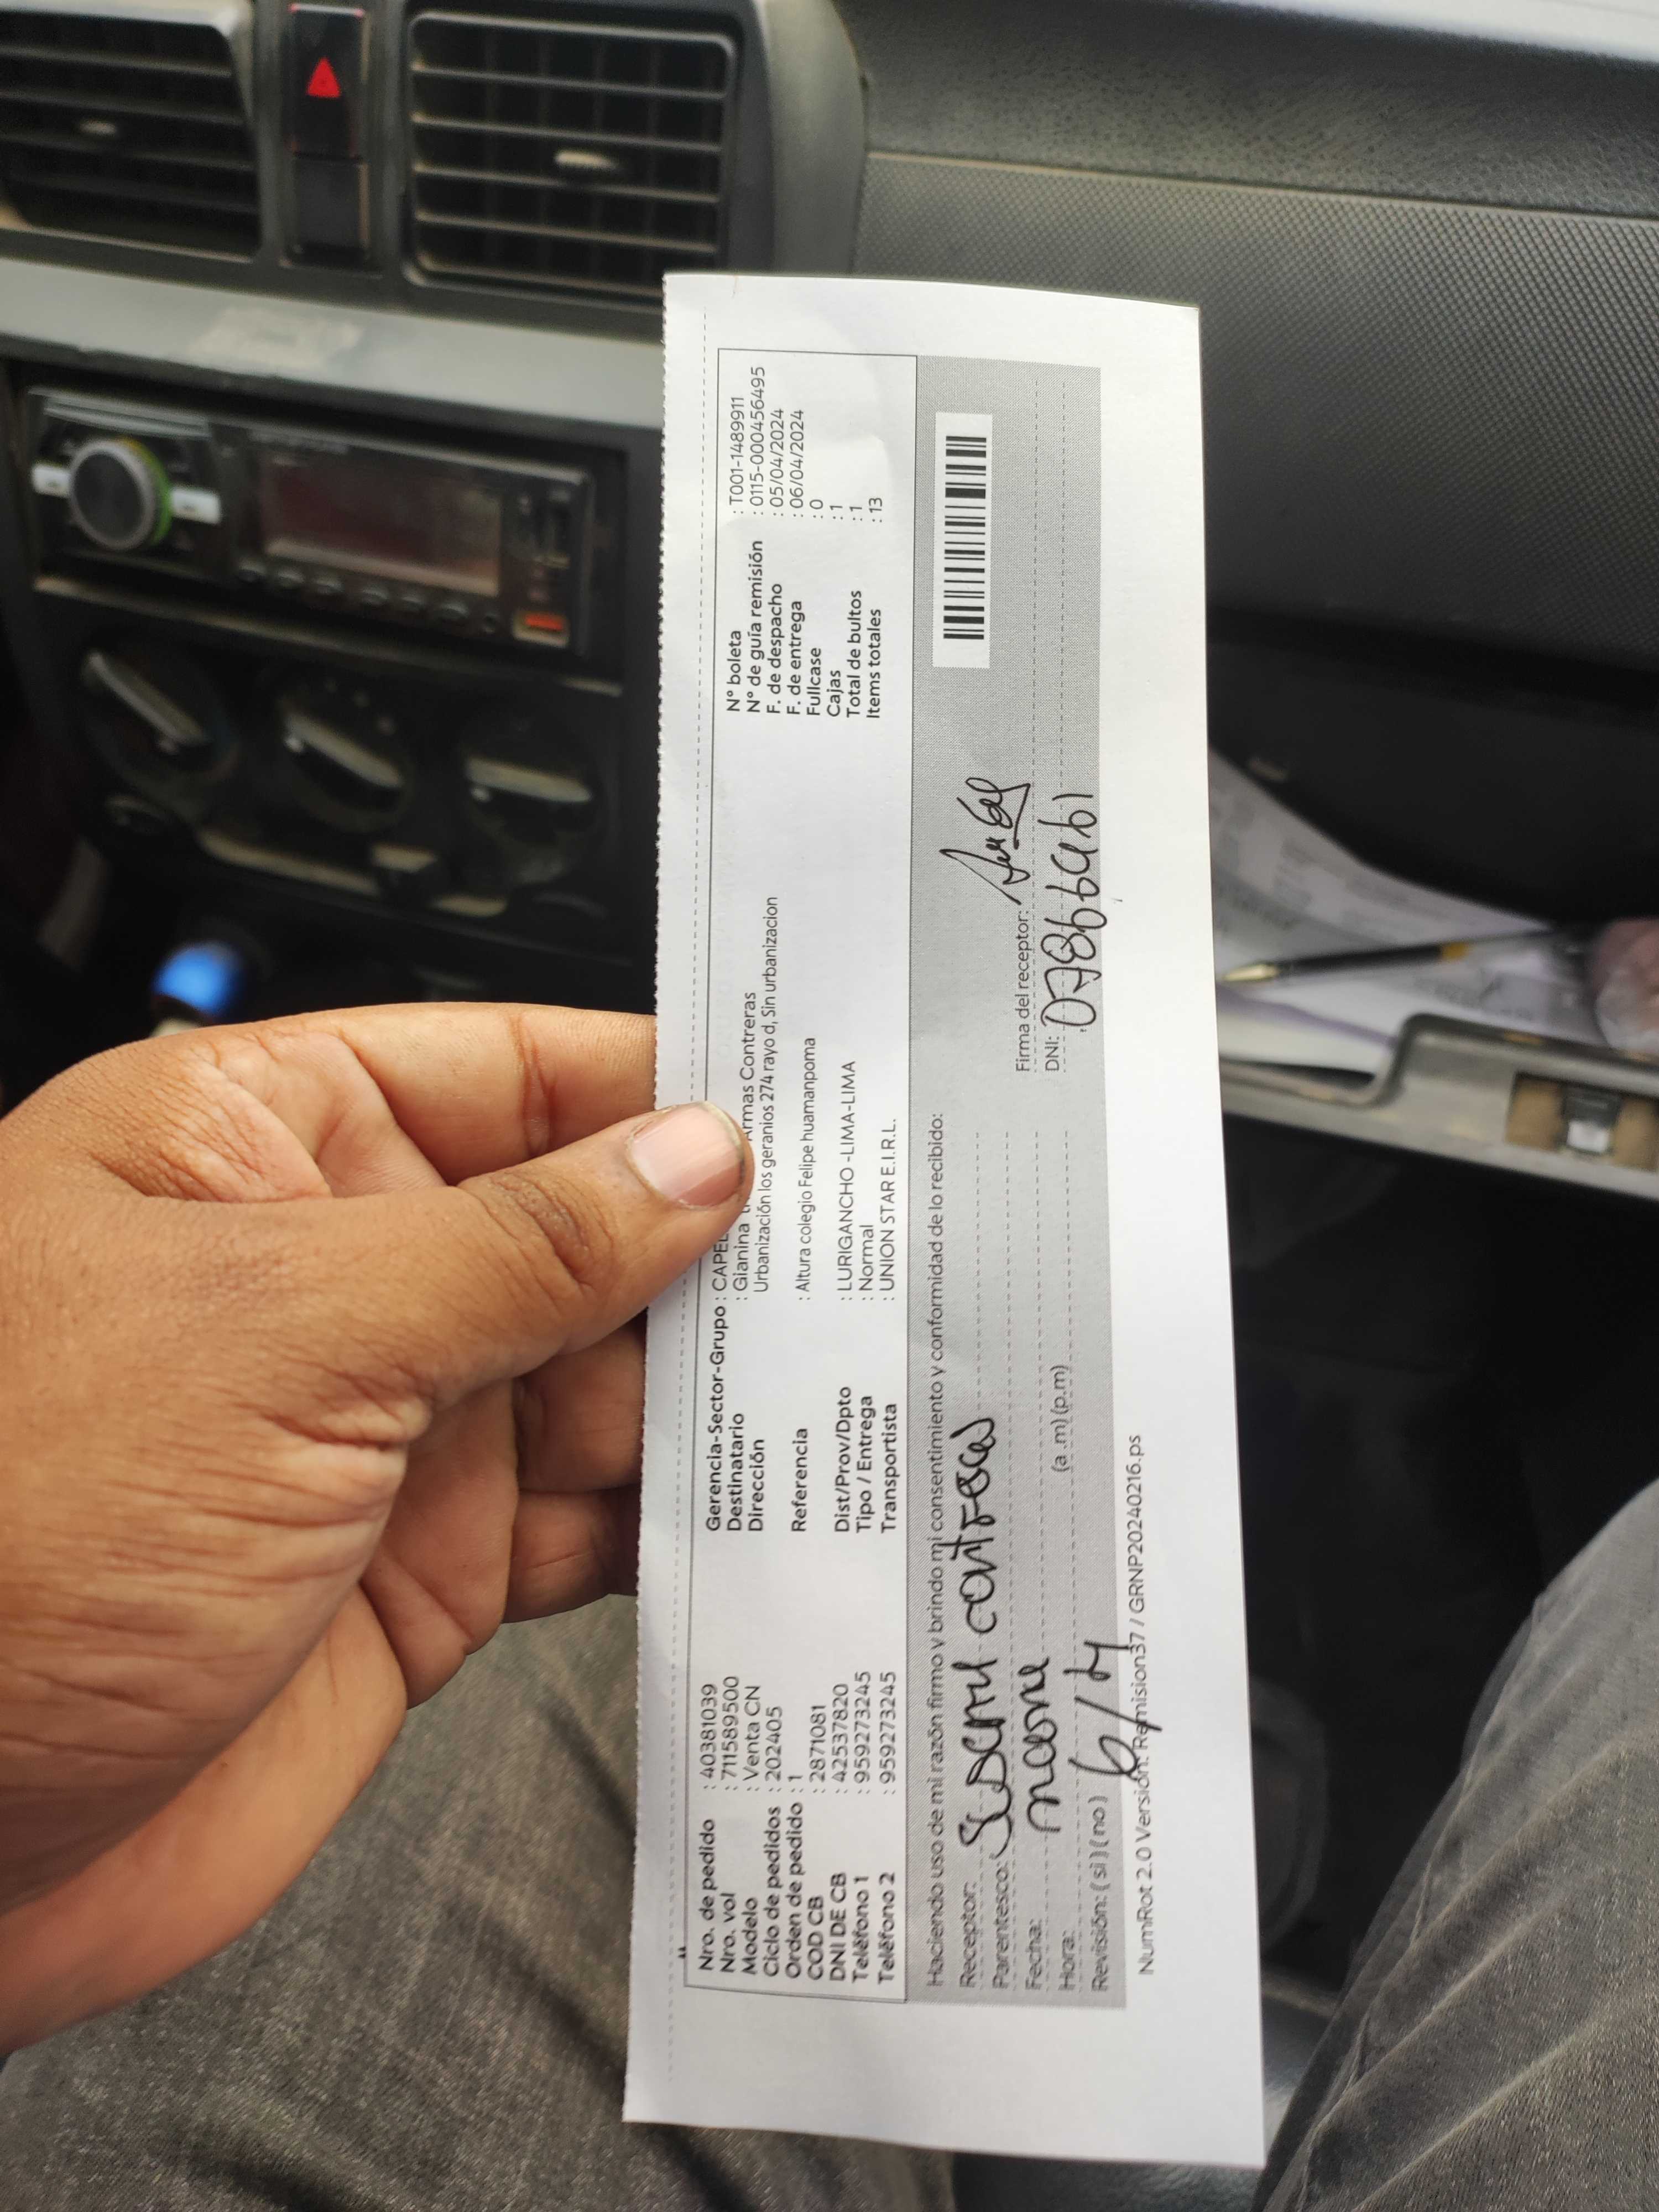 Nro. de pedido : 40381039
Nro. vol : 711589500
Modelo : Venta CN
Ciclo de pedidos : 202405
Orden de pedido : 1
COD CB : 2871081
DNI DE CB : 42537820
Teléfono 1 : 959273245
Teléfono 2 : 959273245
Gerencia-Sector-Grupo :
Destinatario : Gianina Armas Contreras
Dirección Urbanización los geranios 274 rayo d, Sin urbanizacion
Referencia : Altura colegio Felipe huamanpoma
Dist/Prov/Dpto : LURIGANCHO -LIMA-LIMA
Tipo / Entrega : Normal
Transportista : UNION STAR E.I.R.L.
N° boleta : T001-1489911
N° de guía remisión : 0115-000456495
F. de despacho : 05/04/2024
F. de entrega : 06/04/2024
Fullcase : 0
Cajas : 1
Total de bultos : 1
Items totales : 13
Haciendo uso de mi razón firmo y brindo mi consentimiento y conformidad de lo recibido:
Receptor:
Parentesco:
Fecha:
Hora: 6/4 (a.m) (p.m)
Revisión: ( si ) ( no )
Firma del receptor:
DNI: 07866961
NumRot 2.0 Version: Remision37 / GRNP20240216.ps